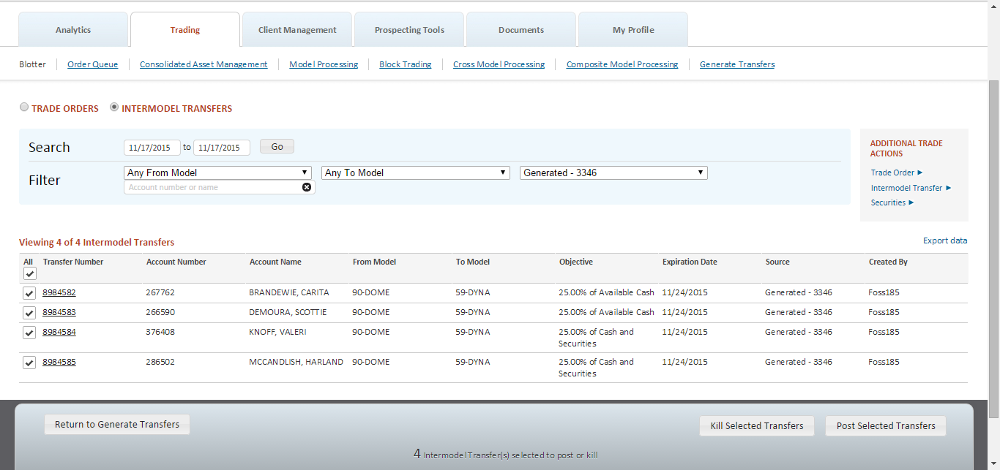 Analytics Trading Client Management Prospecting Tools Documents My Profile
Blotter Order Queue Consolidated Asset Management Model Processing Block Trading Cross Model Processing Composite Model Processing Generate Transfers
TRADE ORDERS INTERMODEL TRANSFERS
Search 11/17/2015 to 11/17/2015 Go
Filter Any From Model Any To Model Generated - 3346
Account number or name
ADDITIONAL TRADE
ACTIONS
Trade Order
Intermodel Transfer
Securities
Viewing 4 of 4 Intermodel Transfers Export data
All Transfer Number Account Number Account Name From Model To Model Objective Expiration Date Source Created By
8984582 267762 BRANDEWIE, CARITA 90-DOME 59-DYNA 25.00% of Available Cash 11/24/2015 Generated - 3346 Foss185
8984583 266590 DEMOURA, SCOTTIE 90-DOME 59-DYNA 25.00% of Available Cash 11/24/2015 Generated - 3346 Foss185
8984584 376408 KNOFF, VALERI 90-DOME 59-DYNA 25.00% of Cash and 11/24/2015 Generated - 3346 Foss185
Securities
8984585 286502 MCCANDLISH, HARLAND 90-DOME 59-DYNA 25.00% of Cash and 11/24/2015 Generated - 3346 Foss185
Securities
Return to Generate Transfers Kill Selected Transfers Post Selected Transfers
4 Intermodel Transfer(s) selected to post or kill